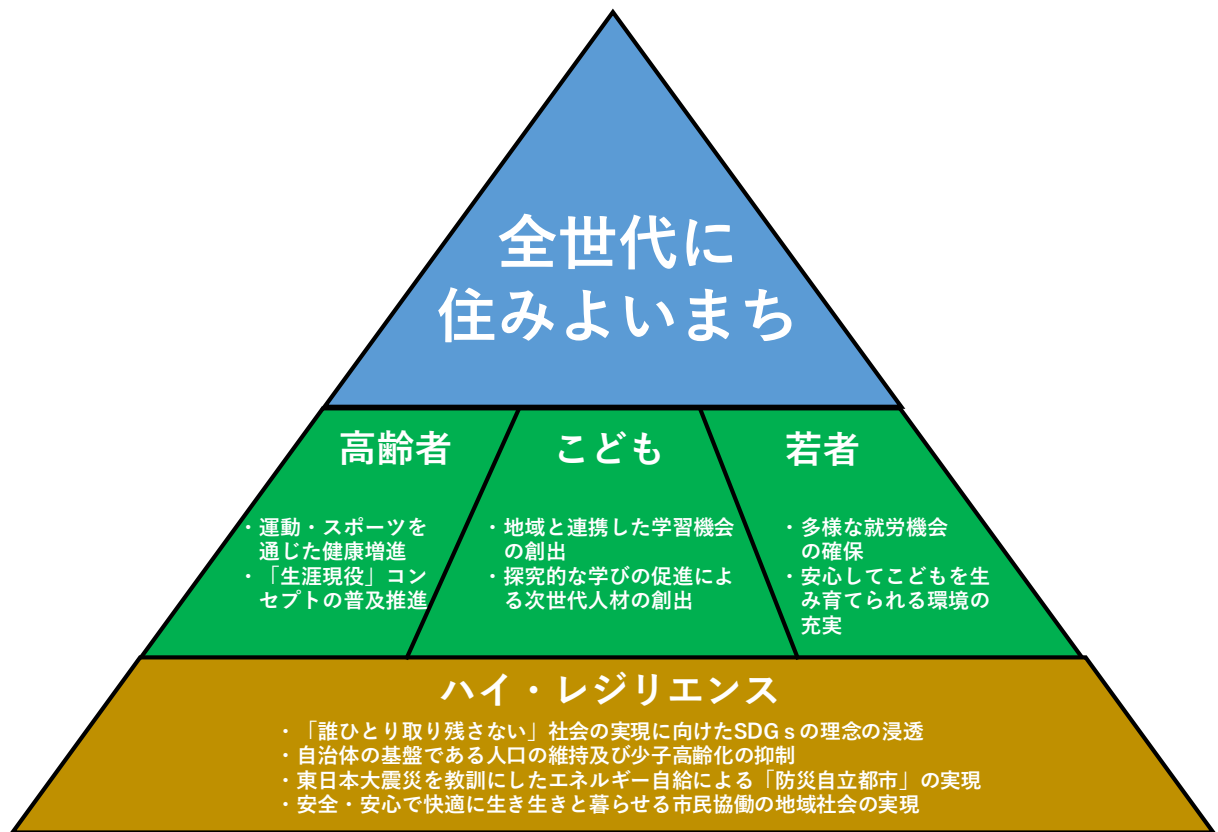 全世代に
住みよいまち
高齢者
・運動・スポーツを
通じた健康増進
・「生涯現役」コン
セプトの普及推進
こども
・地域と連携した学習機会
の創出
・探究的な学びの促進によ
る次世代人材の創出
若者
・多様な就労機会
の確保
・安心してこどもを生
み育てられる環境の
充実
ハイ・レジリエンス
・「誰ひとり取り残さない」社会の実現に向けたSDGｓの理念の浸透
・自治体の基盤である人口の維持及び少子高齢化の抑制
・東日本大震災を教訓にしたエネルギー自給による「防災自立都市」の実現
・安全・安心で快適に生き生きと暮らせる市民協働の地域社会の実現